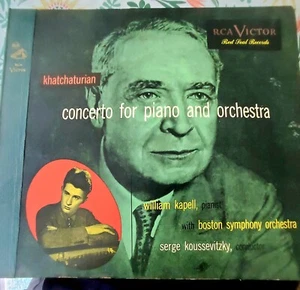 RCA VICTOR
Red Seal Records
khatchaturian
concerto for piano and orchestra
william kapell, pianist
with boston symphony orchestra
serge koussevitzky, conductor